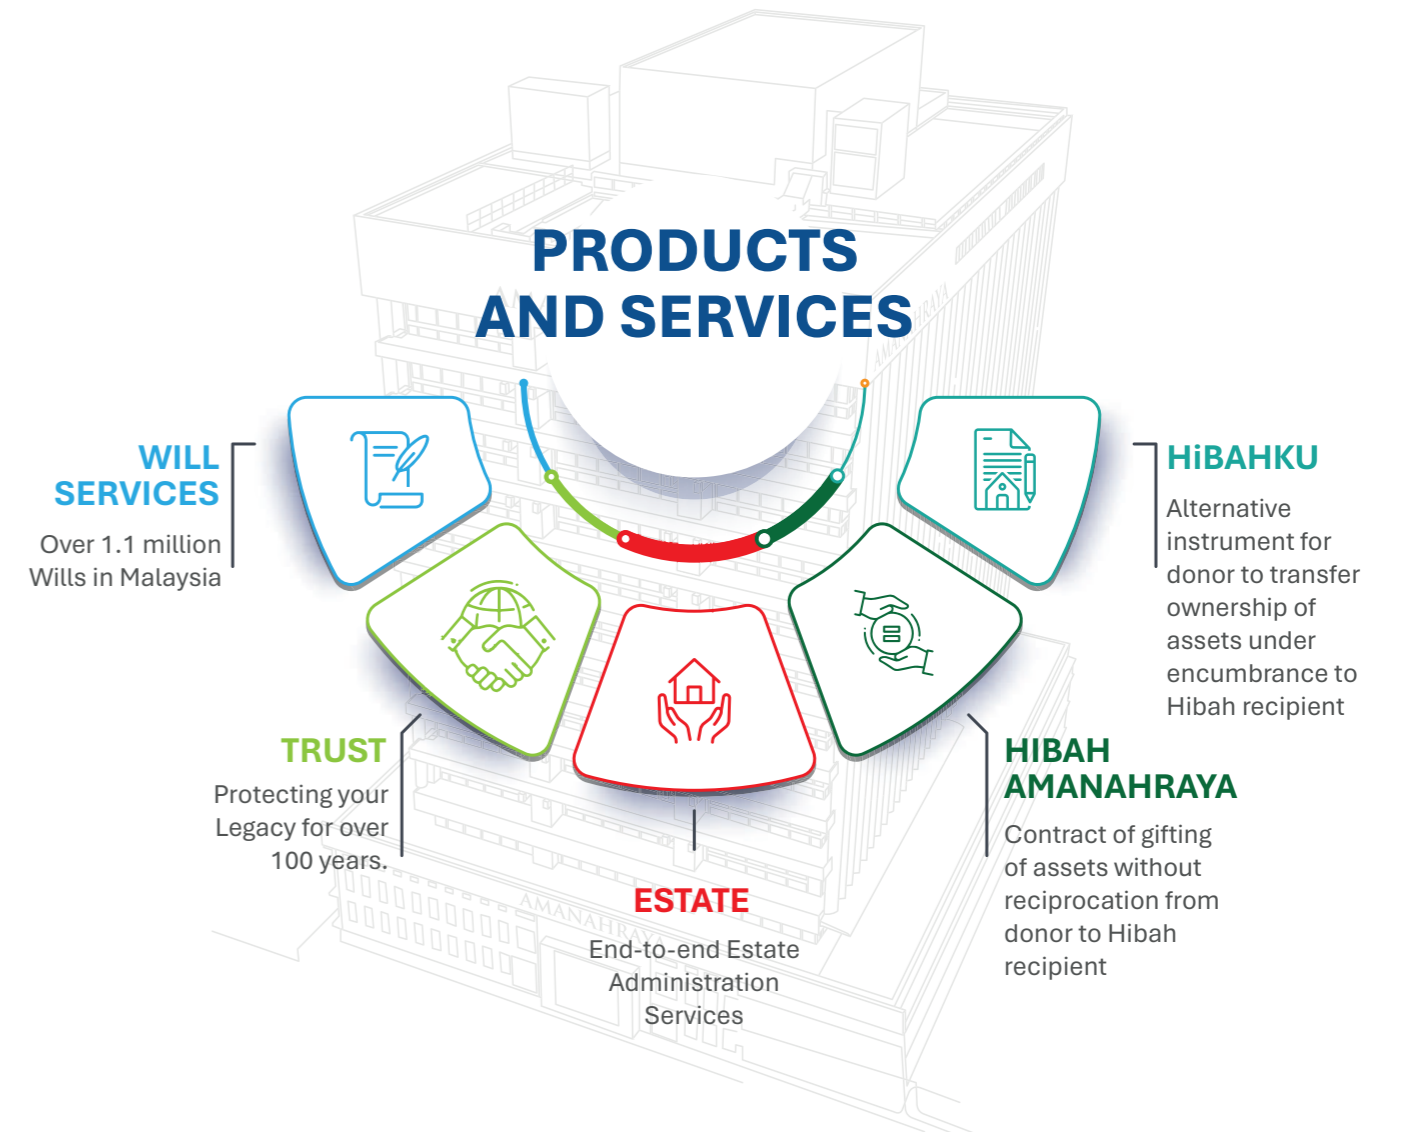 PRODUCTS
AND SERVICES
WILL
SERVICES
Over 1.1 million
Wills in Malaysia
TRUST
Protecting your
Legacy for over
100 years.
ESTATE
End-to-end Estate
Administration
Services
HIBAH
AMANAHRAYA
Contract of gifting
of assets without
reciprocation from
donor to Hibah
recipient
HiBAHKU
Alternative
instrument for
donor to transfer
ownership of
assets under
encumbrance to
Hibah recipient
AMANAHRAYA
AMANAHRAYA